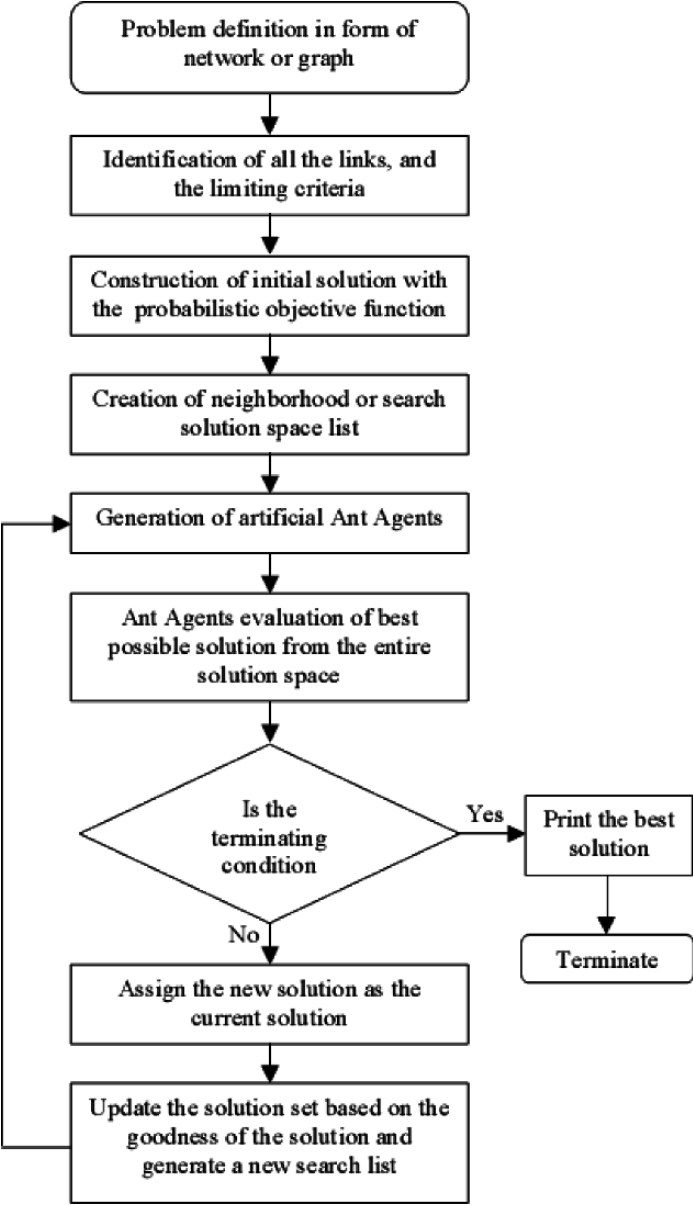 Problem definition in form of
network or graph
Identification of all the links, and
the limiting criteria
Construction of initial solution with
the probabilistic objective function
Creation of neighborhood or search
solution space list
Generation of artificial Ant Agents
Ant Agents evaluation of best
possible solution from the entire
solution space
Is the
terminating
condition
Yes
Print the best
solution
Terminate
No
Assign the new solution as the
current solution
Update the solution set based on the
goodness of the solution and
generate a new search list